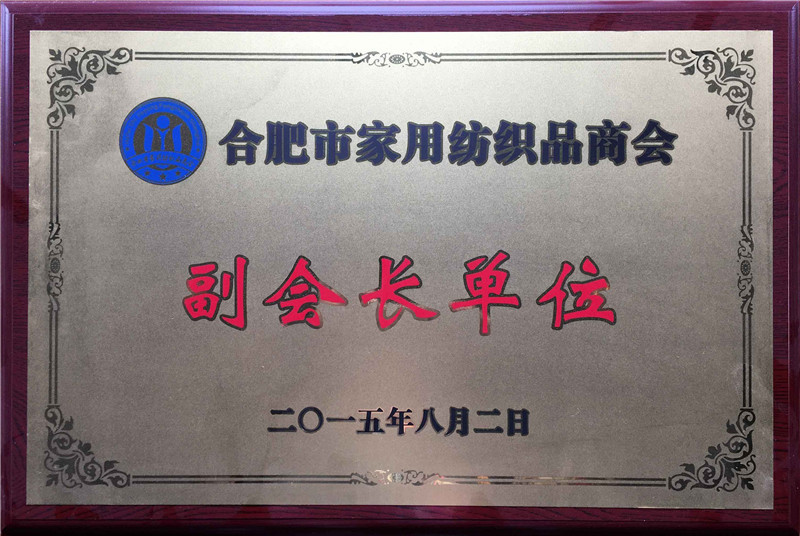 合肥市家用纺织品商会
副会长单位
二〇一五年八月二日